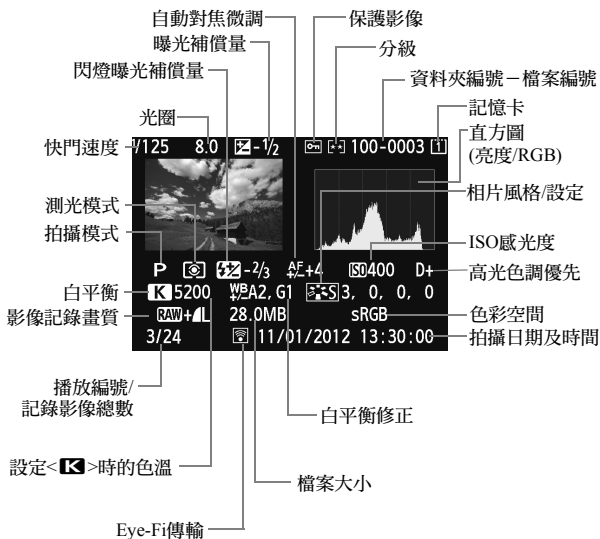 自動對焦微調
保護影像
曝光補償量
分級
閃燈曝光補償量
資料夾編號－檔案編號
光圈
記憶卡
快門速度
/125 8.0 -1/2 100-0003 1
直方圖
(亮度/RGB)
測光模式
相片風格/設定
拍攝模式
ISO感光度
P -2/3 AF+4 ISO400 D+
高光色調優先
白平衡
K 5200 WB A2, G1 S 3, 0, 0, 0
影像記錄畫質
RAW+L 28.0MB sRGB
色彩空間
3/24 11/01/2012 13:30:00
拍攝日期及時間
播放編號/
記錄影像總數
白平衡修正
設定<K>時的色溫
檔案大小
Eye-Fi傳輸